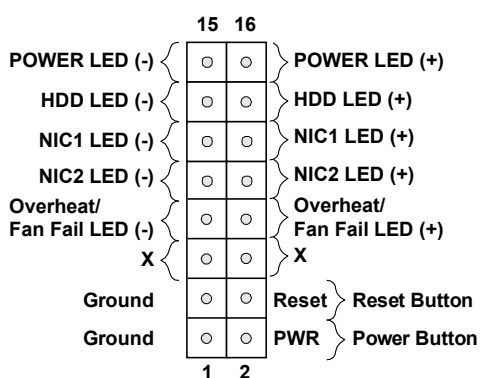 15 16
POWER LED (-) POWER LED (+)
HDD LED (-) HDD LED (+)
NIC1 LED (-) NIC1 LED (+)
NIC2 LED (-) NIC2 LED (+)
Overheat/ Overheat/
Fan Fail LED (-) Fan Fail LED (+)
X X
Ground Reset Reset Button
Ground PWR Power Button
1 2